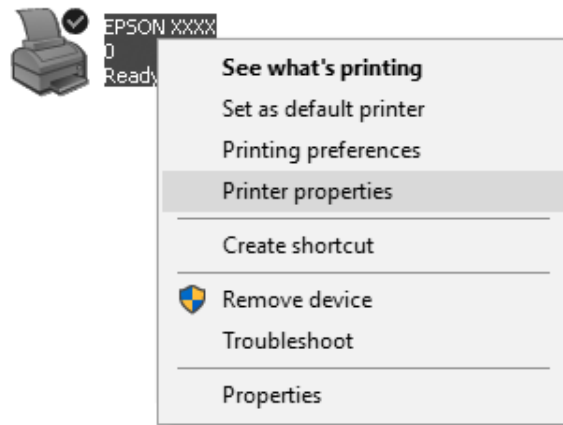 EPSON XXXX
0
Ready
See what's printing
Set as default printer
Printing preferences
Printer properties
Create shortcut
Remove device
Troubleshoot
Properties